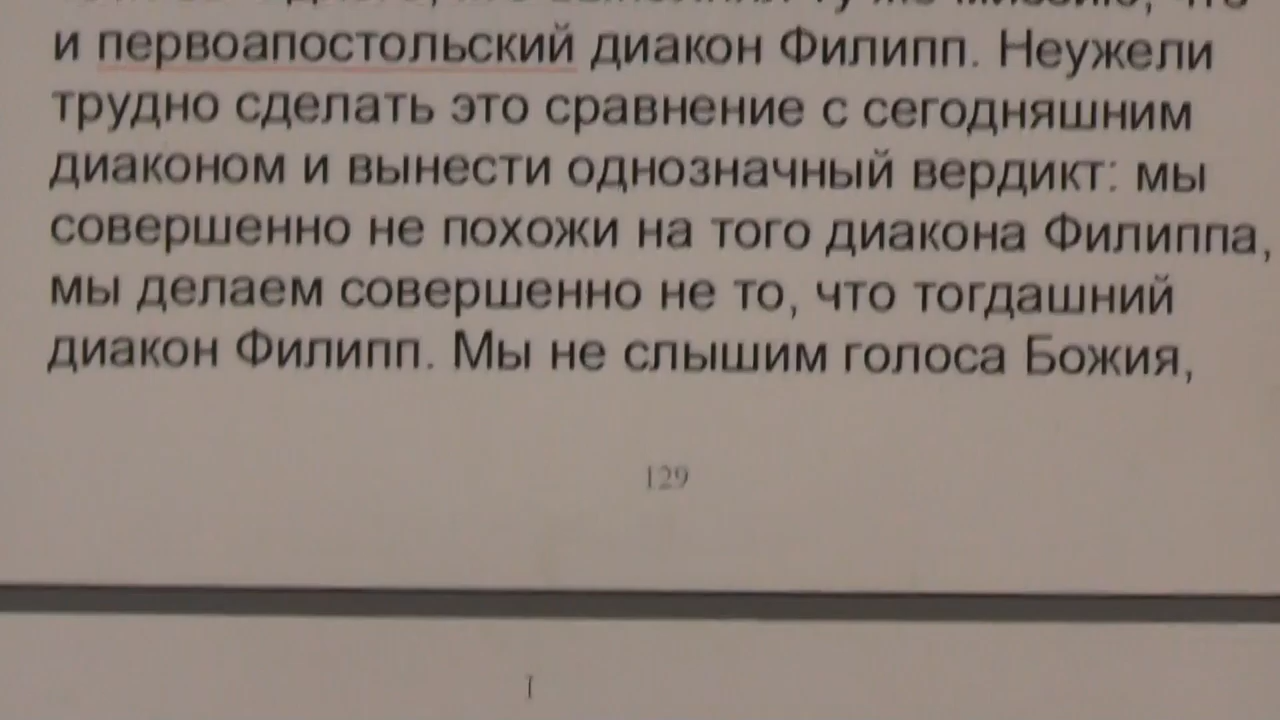 и первоапостольский диакон Филипп. Неужели
трудно сделать это сравнение с сегодняшним
диаконом и вынести однозначный вердикт: мы
совершенно не похожи на того диакона Филиппа,
мы делаем совершенно не то, что тогдашний
диакон Филипп. Мы не слышим голоса Божия,
129